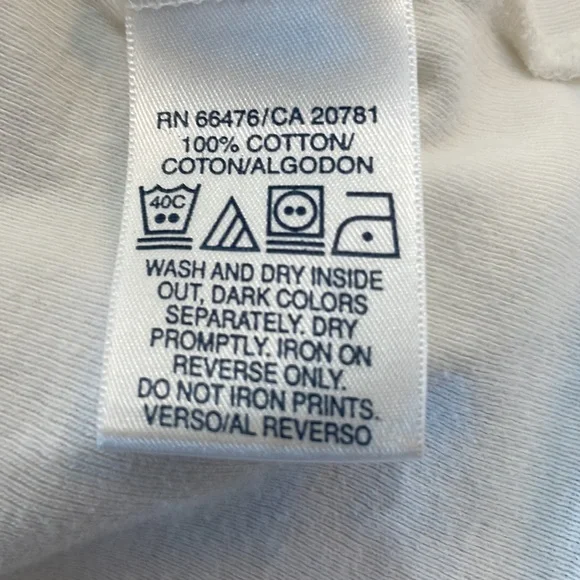 RN 66476/CA 20781
100% COTTON/
COTON/ALGODON
40C
WASH AND DRY INSIDE
OUT, DARK COLORS
SEPARATELY. DRY
PROMPTLY. IRON ON
REVERSE ONLY.
DO NOT IRON PRINTS.
VERSO/AL REVERSO